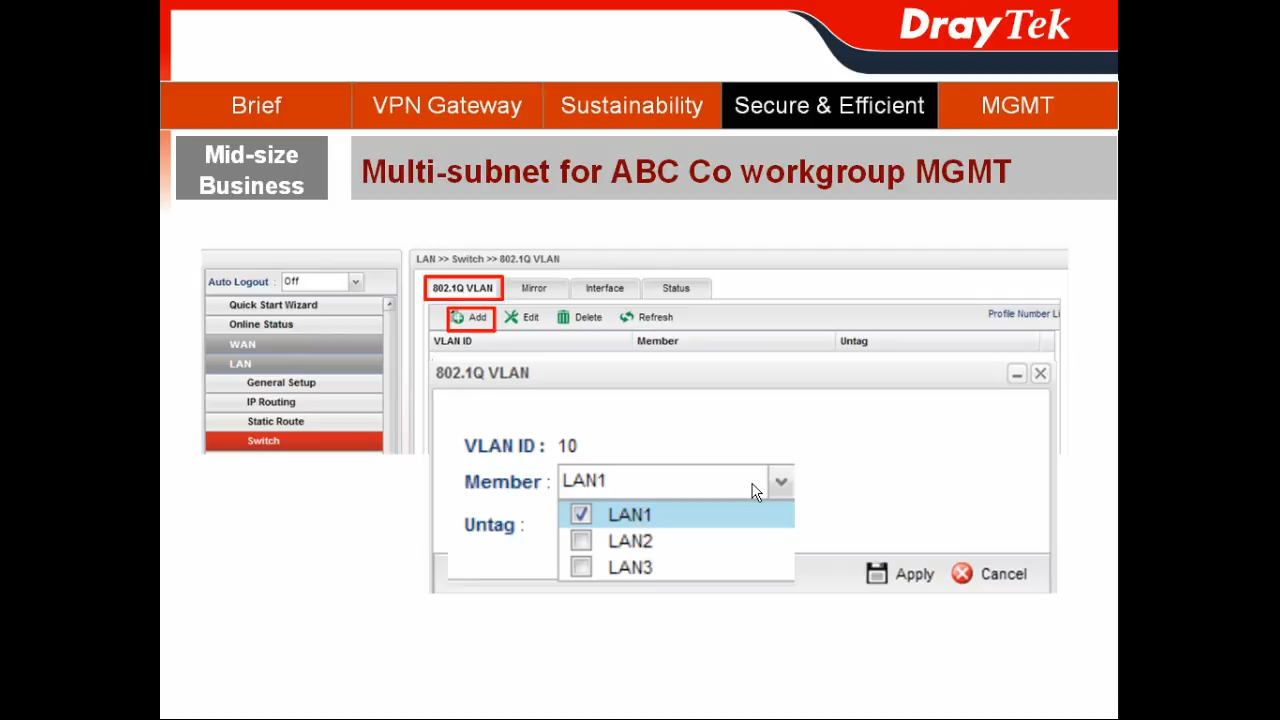 DrayTek
Brief VPN Gateway Sustainability Secure & Efficient MGMT
Mid-size
Business
Multi-subnet for ABC Co workgroup MGMT
Auto Logout : Off
Quick Start Wizard
Online Status
WAN
LAN
General Setup
IP Routing
Static Route
Switch
LAN >> Switch >> 802.1Q VLAN
802.1Q VLAN Mirror Interface Status
Add Edit Delete Refresh Profile Number Li
VLAN ID Member Untag
802.1Q VLAN
VLAN ID : 10
Member : LAN1
Untag :
LAN1
LAN2
LAN3
Apply Cancel